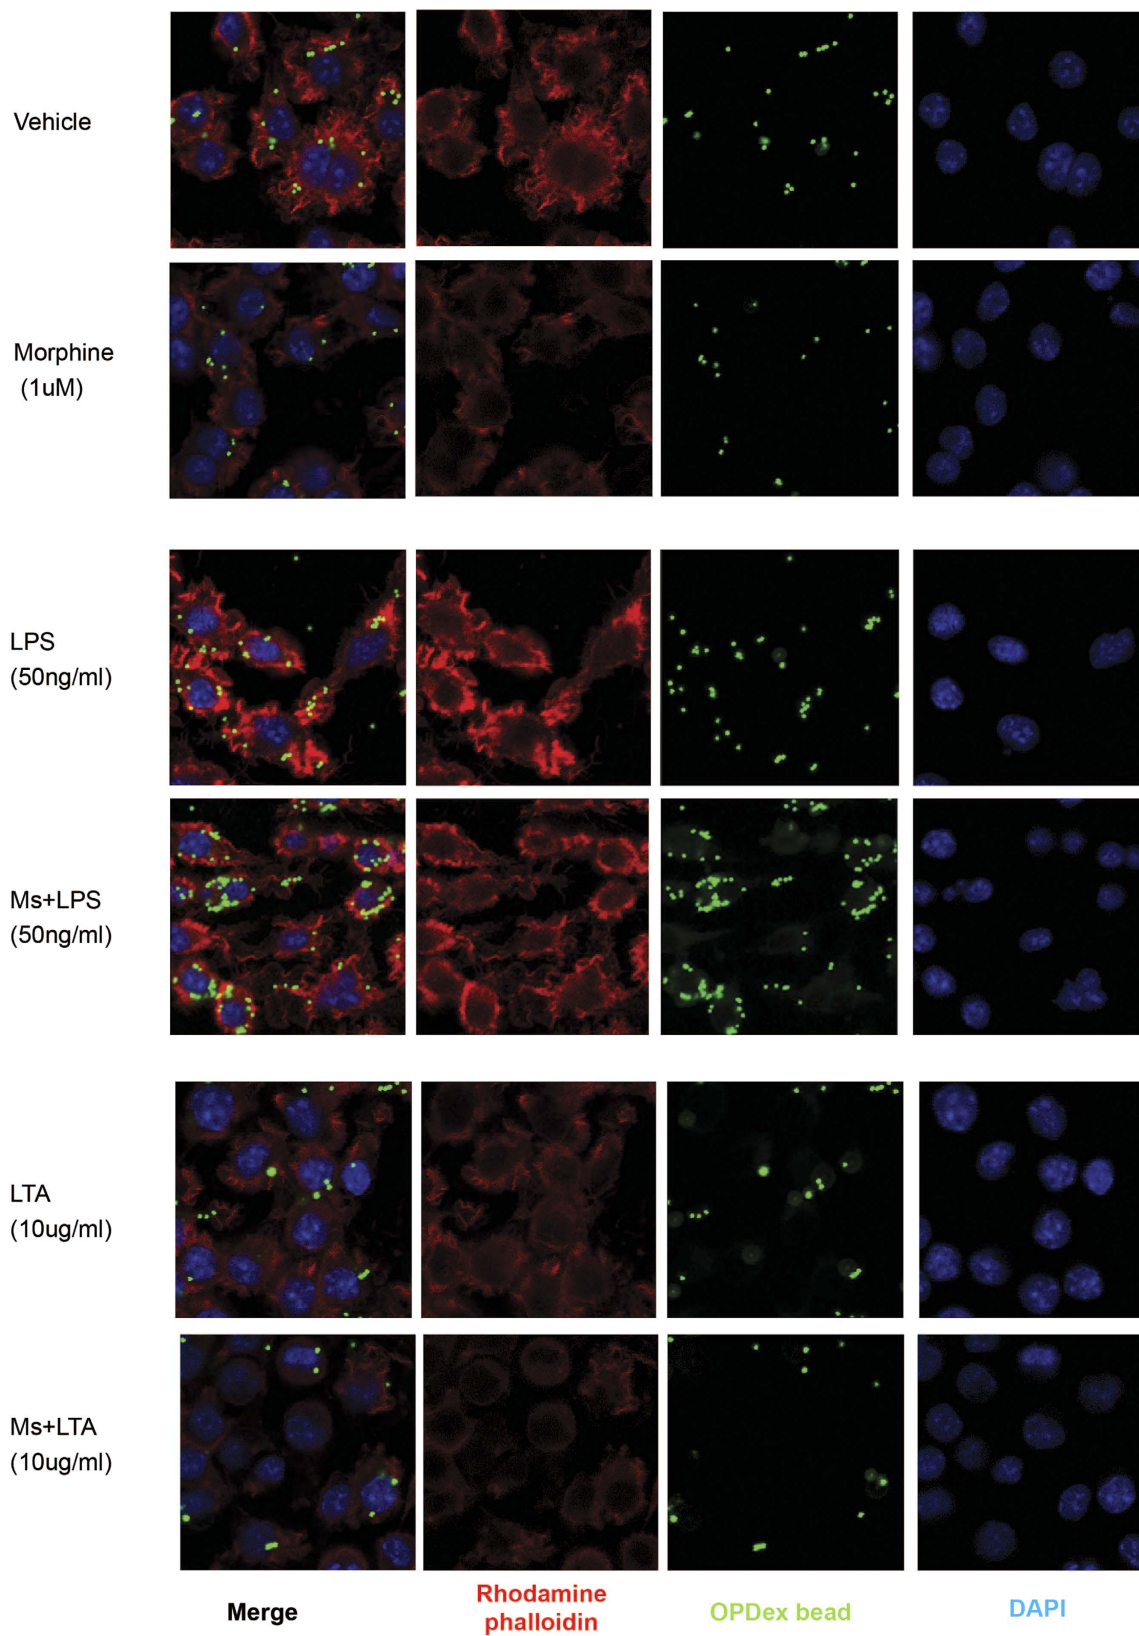 Vehicle
Morphine
(1uM)
LPS
(50ng/ml)
Ms+LPS
(50ng/ml)
LTA
(10ug/ml)
Ms+LTA
(10ug/ml)
Merge
Rhodamine
phalloidin
OPDex bead
DAPI